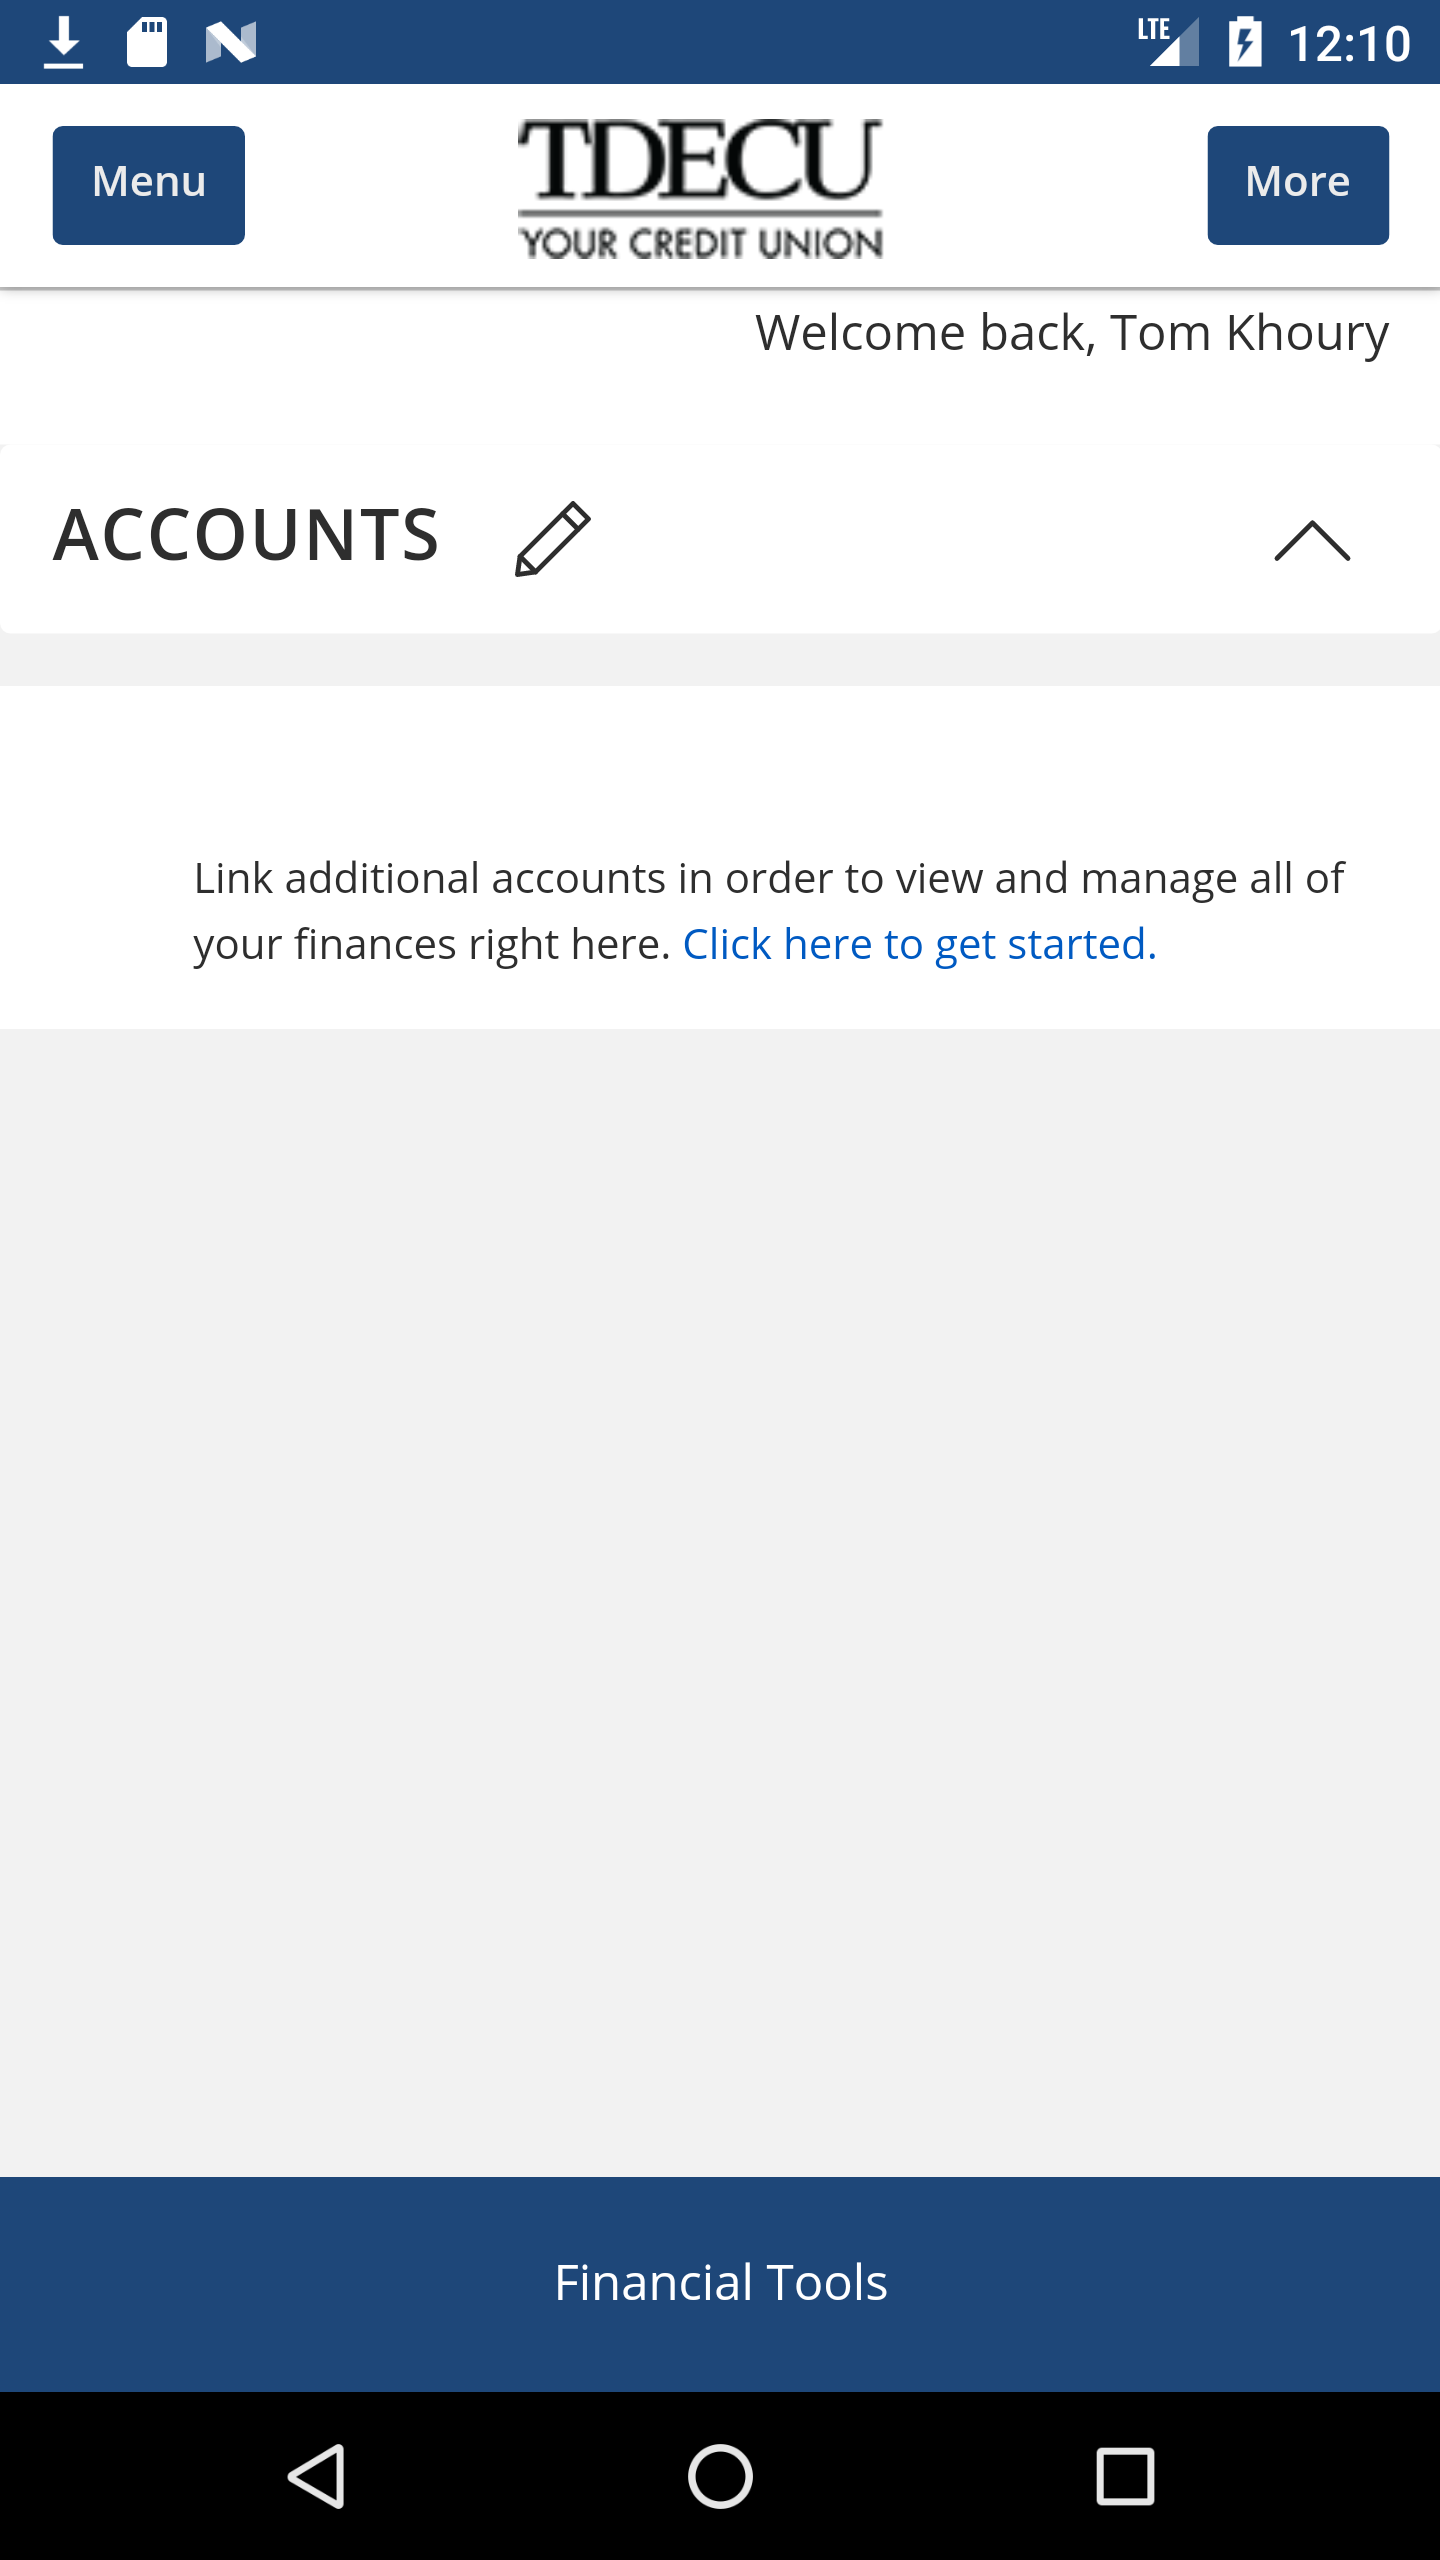 LTE 12:10
Menu
TDECU
YOUR CREDIT UNION
More
Welcome back, Tom Khoury
ACCOUNTS
Link additional accounts in order to view and manage all of
your finances right here. Click here to get started.
Financial Tools